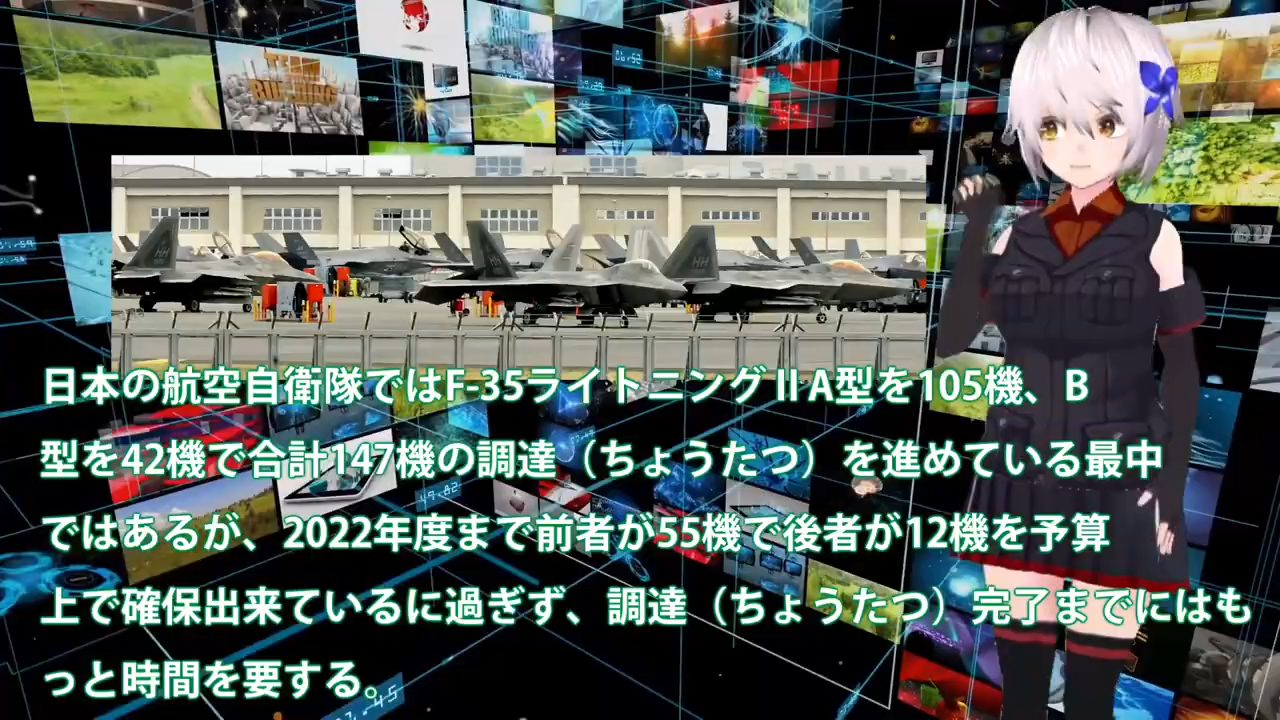 TEAM
BUILDING
HH
HH
HH
日本の航空自衛隊ではF-35ライトニングⅡA型を105機、B
型を42機で合計147機の調達（ちょうたつ）を進めている最中
ではあるが、2022年度まで前者が55機で後者が12機を予算
上で確保出来ているに過ぎず、調達（ちょうたつ）完了までにはも
っと時間を要する。